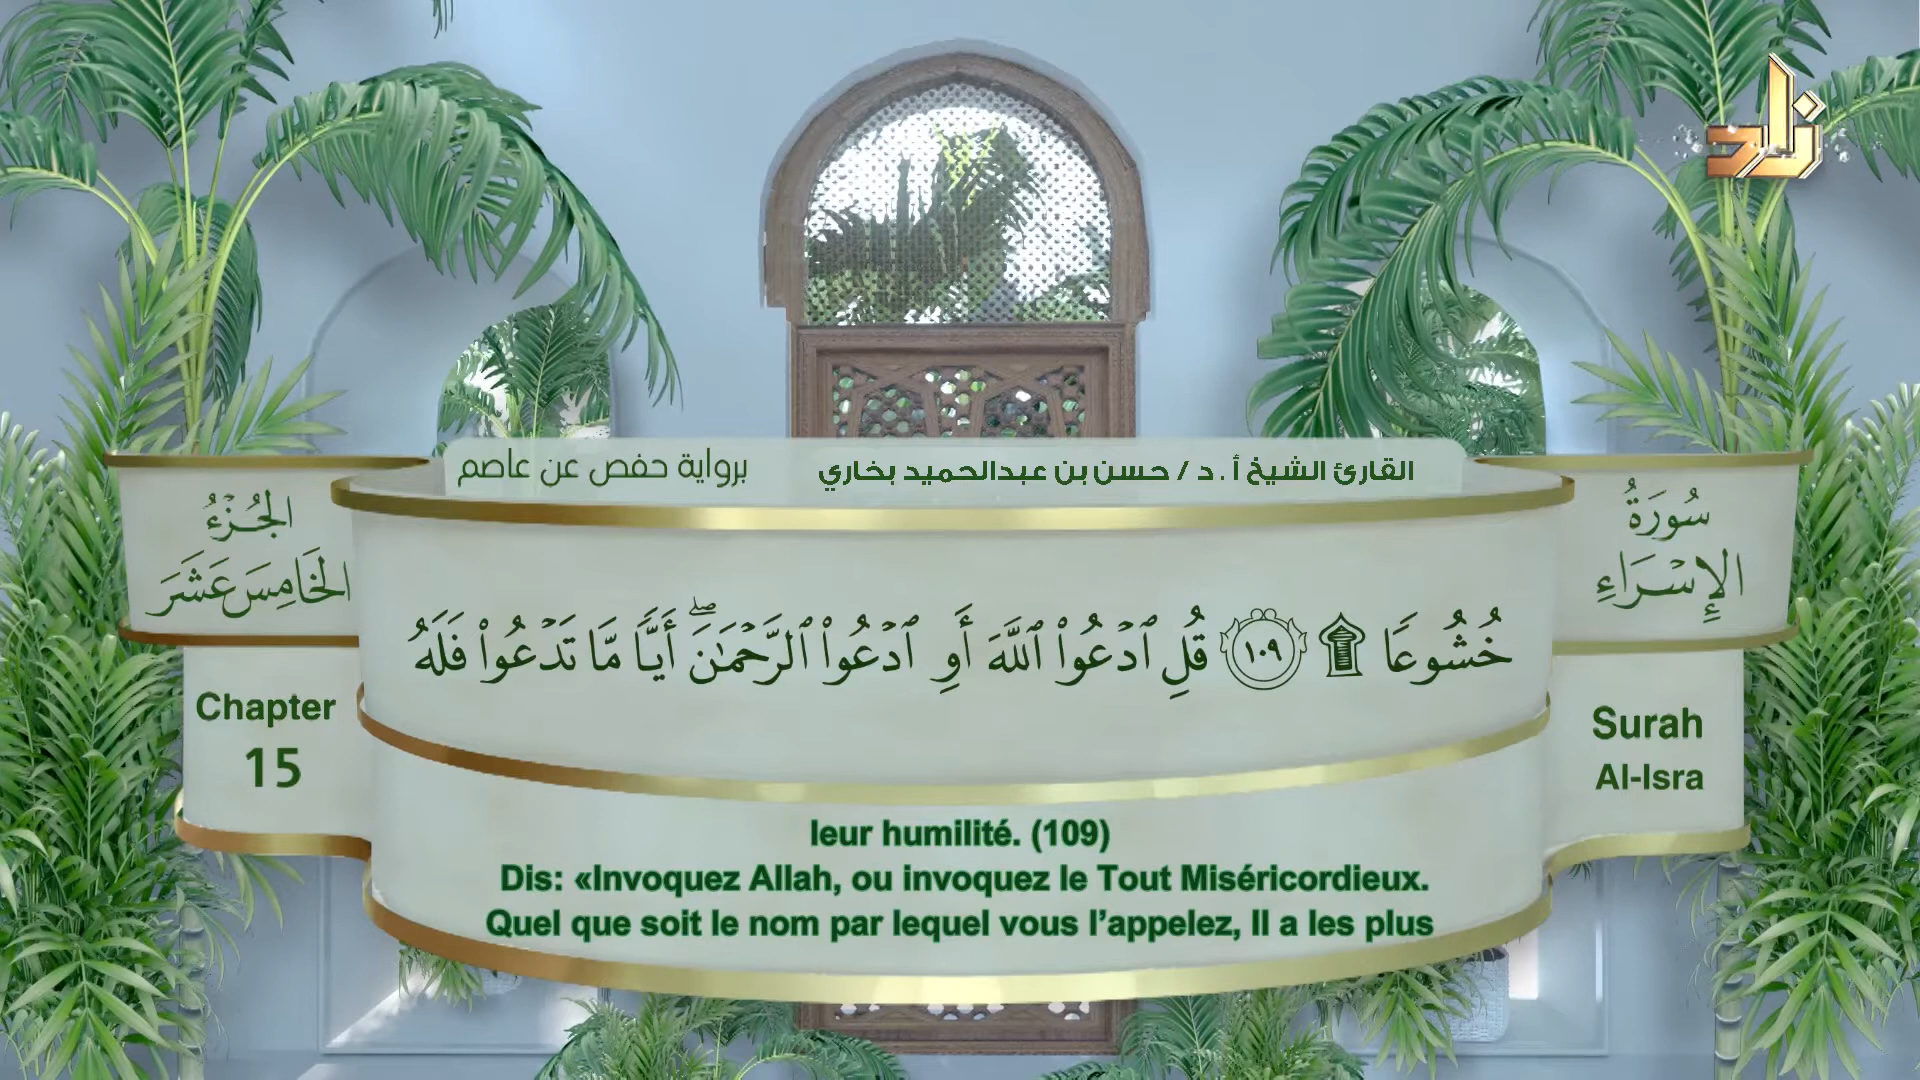 زاد
القارئ الشيخ أ . د / حسن بن عبدالحميد بخاري
برواية حفص عن عاصم
سُورَةُ
الإِسْرَاءِ
الجُزْءُ
الخَامِسَ عَشَرَ
خُشُوعًا ۩ ١٠٩ قُلِ ٱدْعُوا۟ ٱللَّهَ أَوِ ٱدْعُوا۟ ٱلرَّحْمَٰنَ ۖ أَيًّا مَّا تَدْعُوا۟ فَلَهُ
Chapter
15
Surah
Al-Isra
leur humilité. (109)
Dis: «Invoquez Allah, ou invoquez le Tout Miséricordieux.
Quel que soit le nom par lequel vous l’appelez, Il a les plus